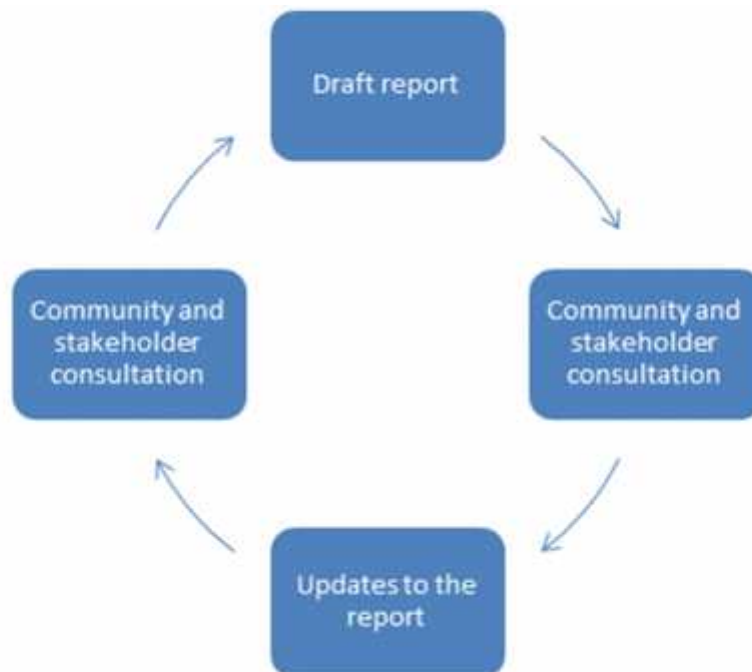 Draft report
Community and
stakeholder
consultation
Community and
stakeholder
consultation
Updates to the
report